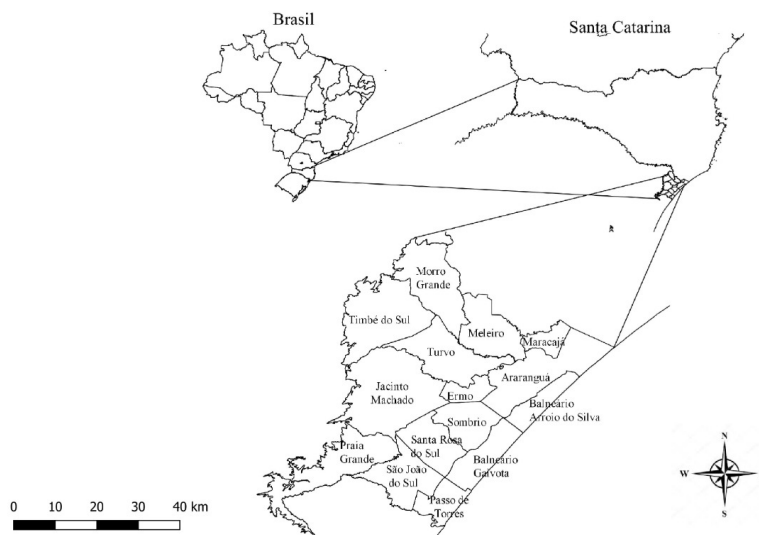 Brasil
Santa Catarina
Morro
Grande
Timbé do Sul
Meleiro
Maracajá
Turvo
Araranguá
Jacinto
Machado
Ermo
Balneário
Arroio do Silva
Sombrio
Praia
Grande
Santa Rosa
do Sul
Balneário
Gaivota
São João
do Sul
Passo de
Torres
N
W
E
S
0 10 20 30 40 km